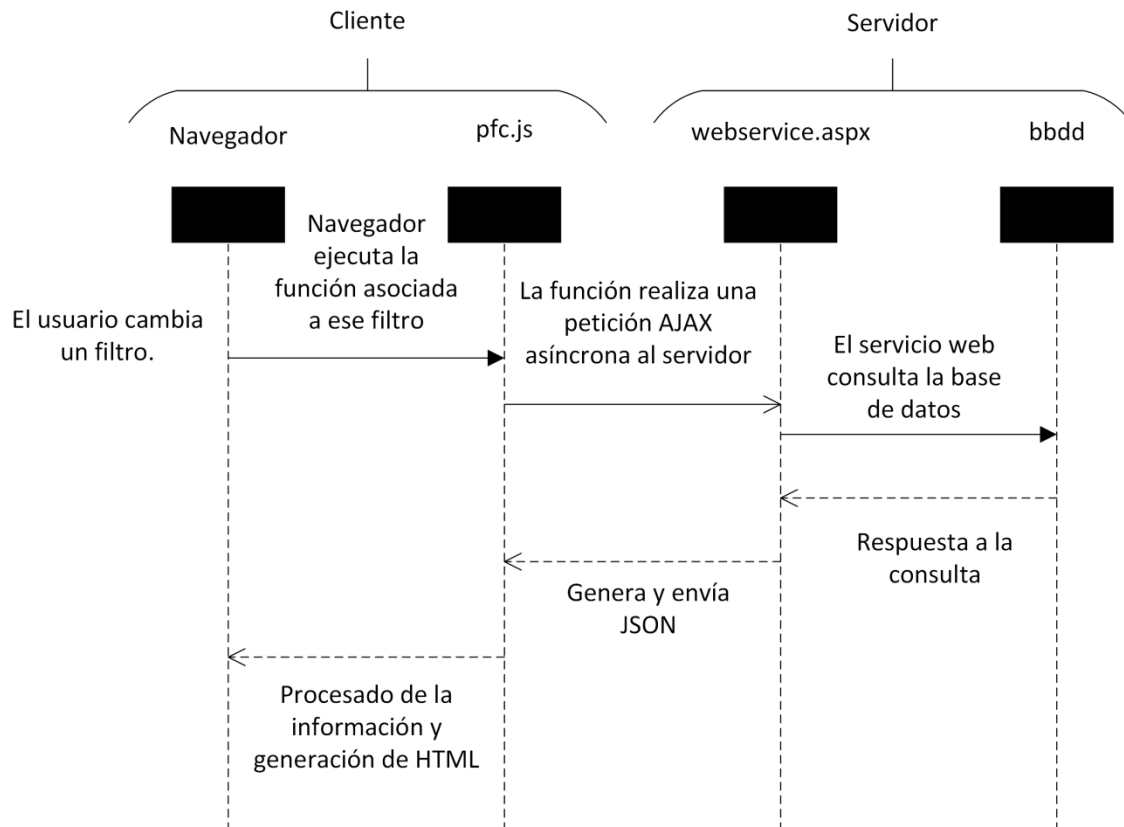 Cliente
Servidor
Navegador
pfc.js
webservice.aspx
bbdd
El usuario cambia
un filtro.
Navegador
ejecuta la
función asociada
a ese filtro
La función realiza una
petición AJAX
asíncrona al servidor
El servicio web
consulta la base
de datos
Respuesta a la
consulta
Genera y envía
JSON
Procesado de la
información y
generación de HTML